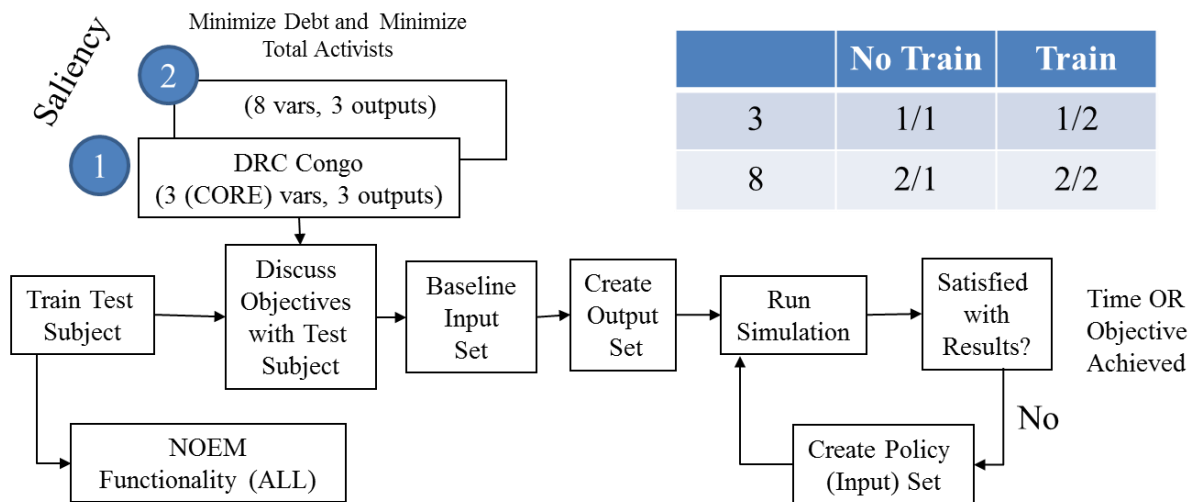 Saliency
Minimize Debt and Minimize
Total Activists
2
(8 vars, 3 outputs)
1
DRC Congo
(3 (CORE) vars, 3 outputs)
No Train Train
3 1/1 1/2
8 2/1 2/2
Train Test
Subject
Discuss
Objectives
with Test
Subject
Baseline
Input
Set
Create
Output
Set
Run
Simulation
Satisfied
with
Results?
Time OR
Objective
Achieved
No
NOEM
Functionality (ALL)
Create Policy
(Input) Set